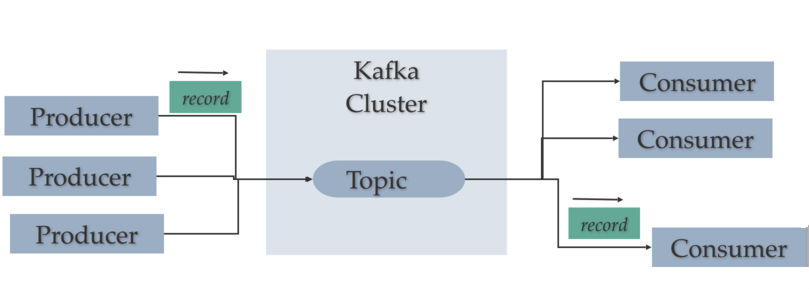 Kafka
Cluster
record
Producer
Producer
Producer
Topic
Consumer
Consumer
record
Consumer